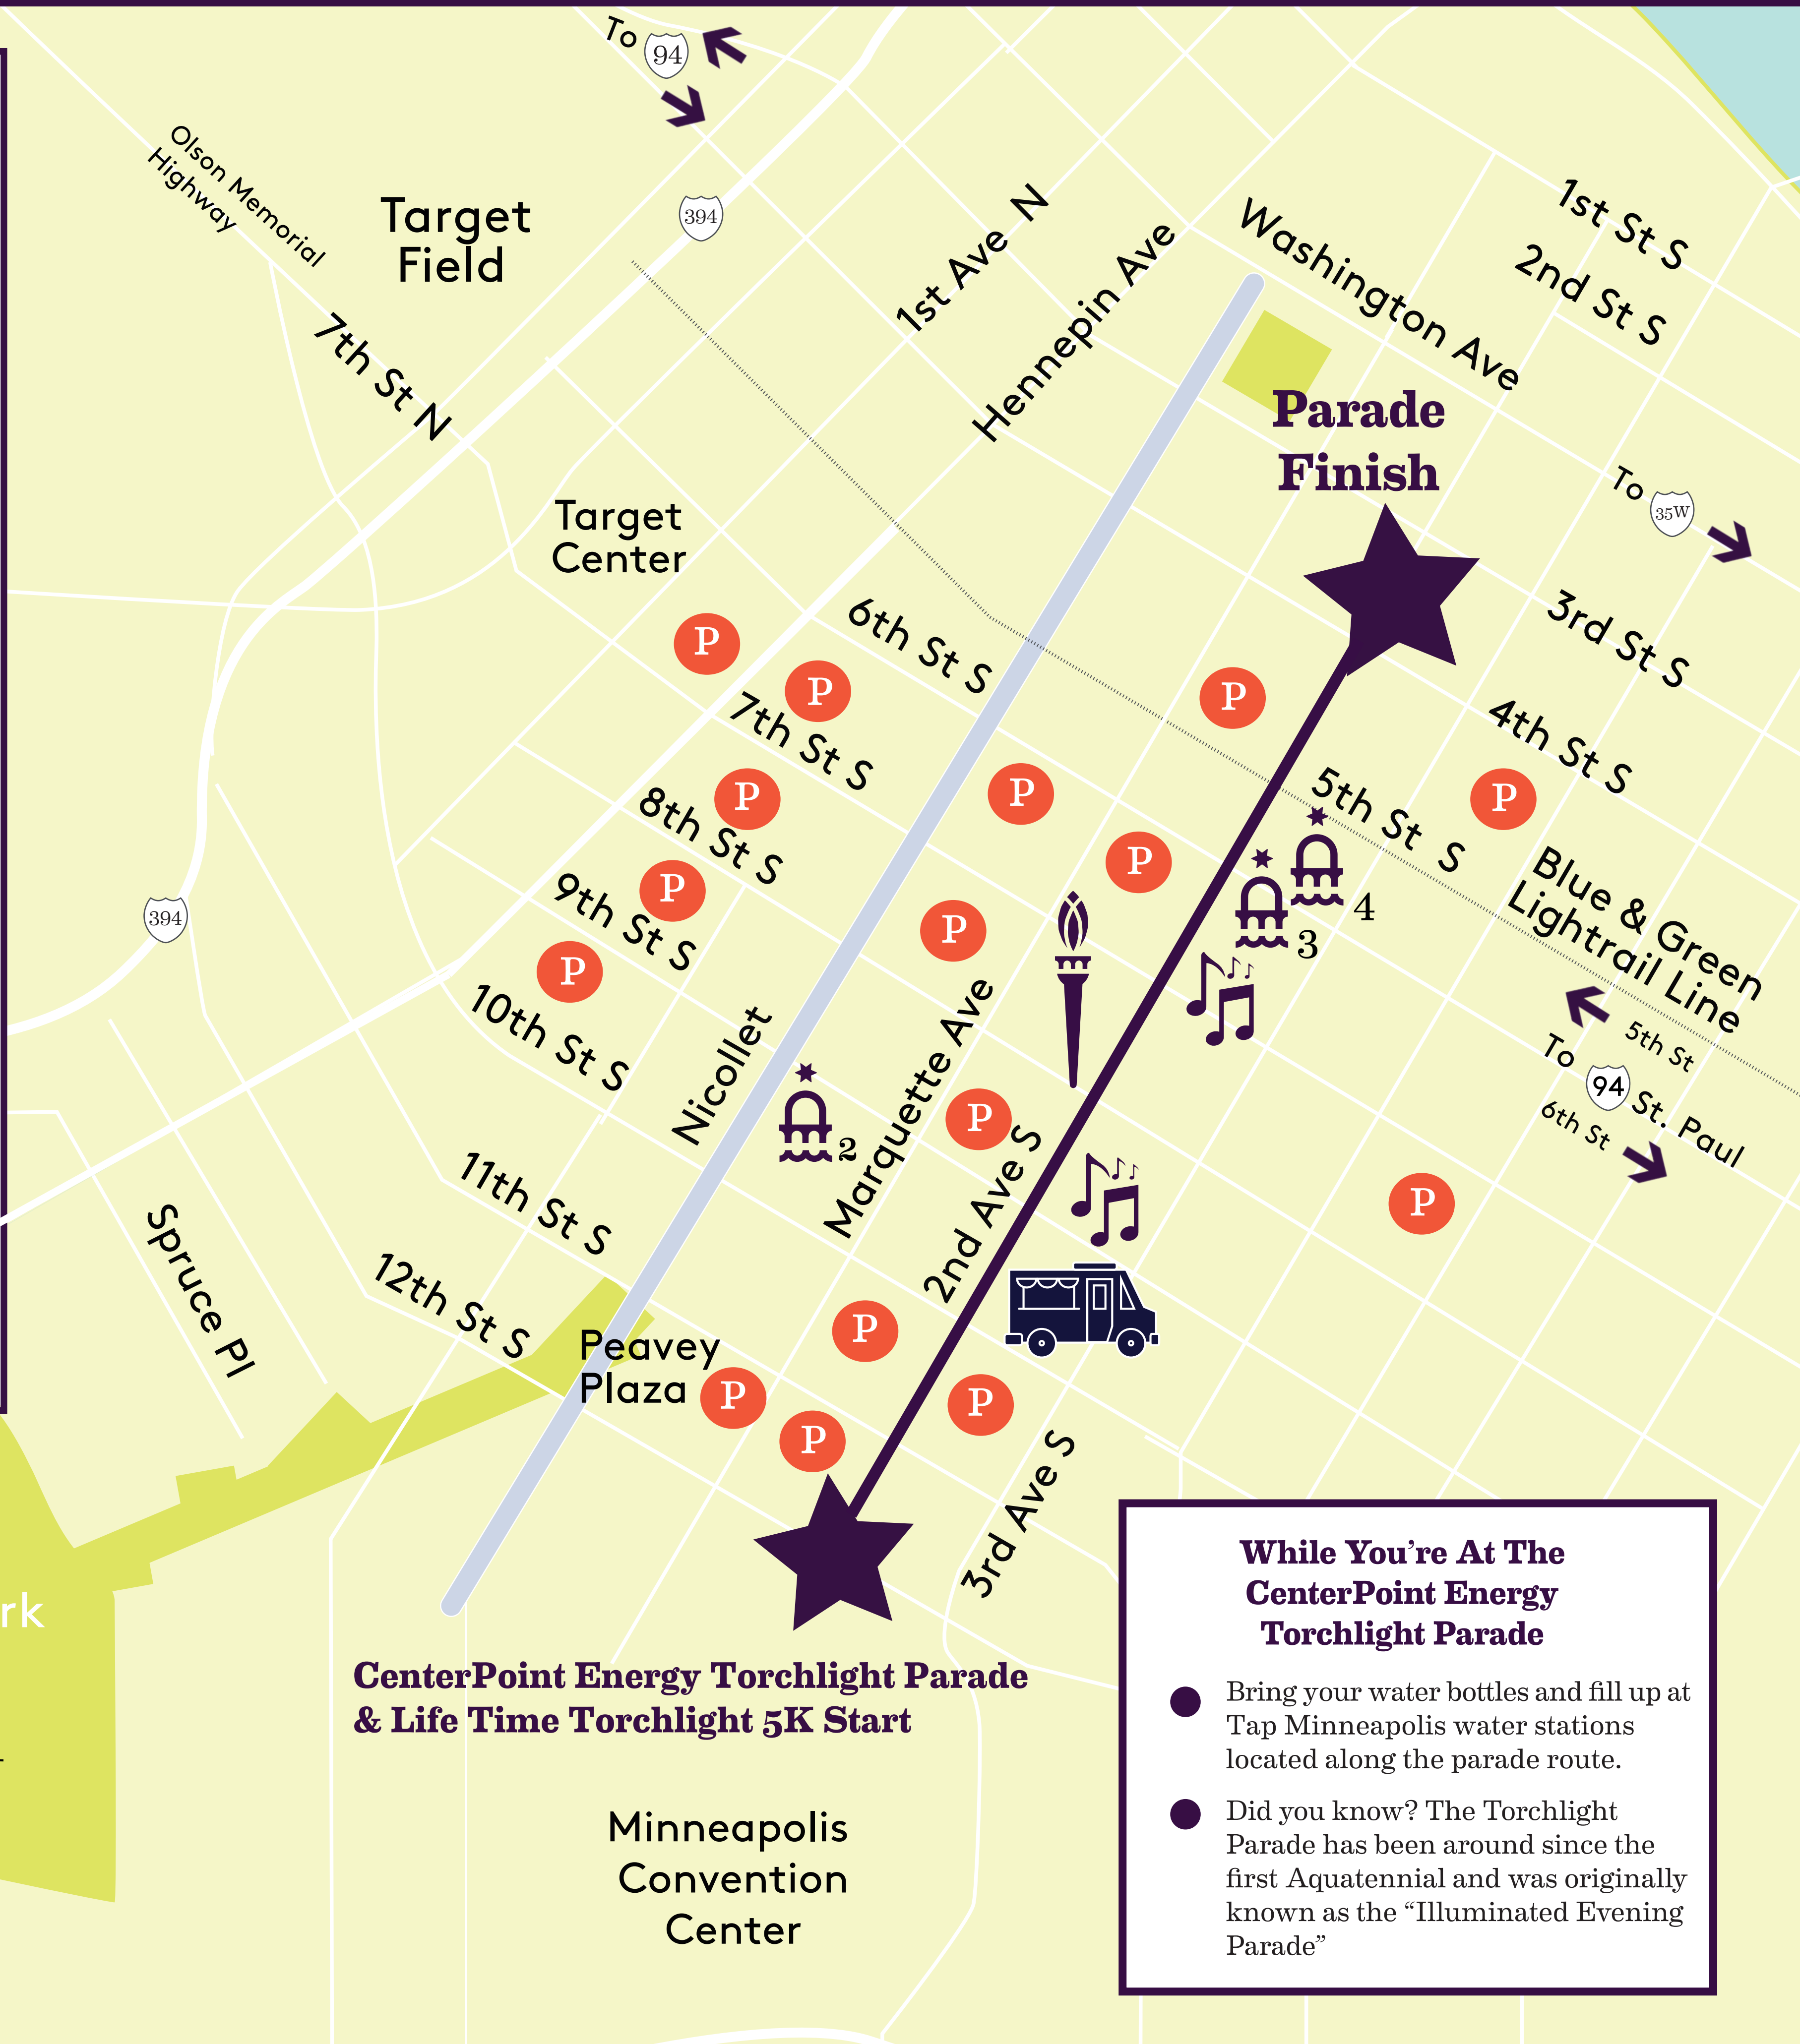 To
94
Olson Memorial
Highway
Target
Field
394
1st Ave N
Hennepin Ave
Washington Ave
1st St S
2nd St S
7th St N
Parade
Finish
To
35W
Target
Center
6th St S
3rd St S
P
P
7th St S
P
4th St S
P
8th St S
P
5th St S
P
P
P
9th St S
P
4
Blue & Green
Lightrail Line
394
P
3
10th St S
Nicollet
Marquette Ave
5th St
To
94
St. Paul
6th St
2
P
2nd Ave S
11th St S
P
Spruce Pl
12th St S
Peavey
Plaza
P
P
P
P
3rd Ave S
rk
CenterPoint Energy Torchlight Parade
& Life Time Torchlight 5K Start
Minneapolis
Convention
Center
While You’re At The
CenterPoint Energy
Torchlight Parade
Bring your water bottles and fill up at
Tap Minneapolis water stations
located along the parade route.
Did you know? The Torchlight
Parade has been around since the
first Aquatennial and was originally
known as the “Illuminated Evening
Parade”